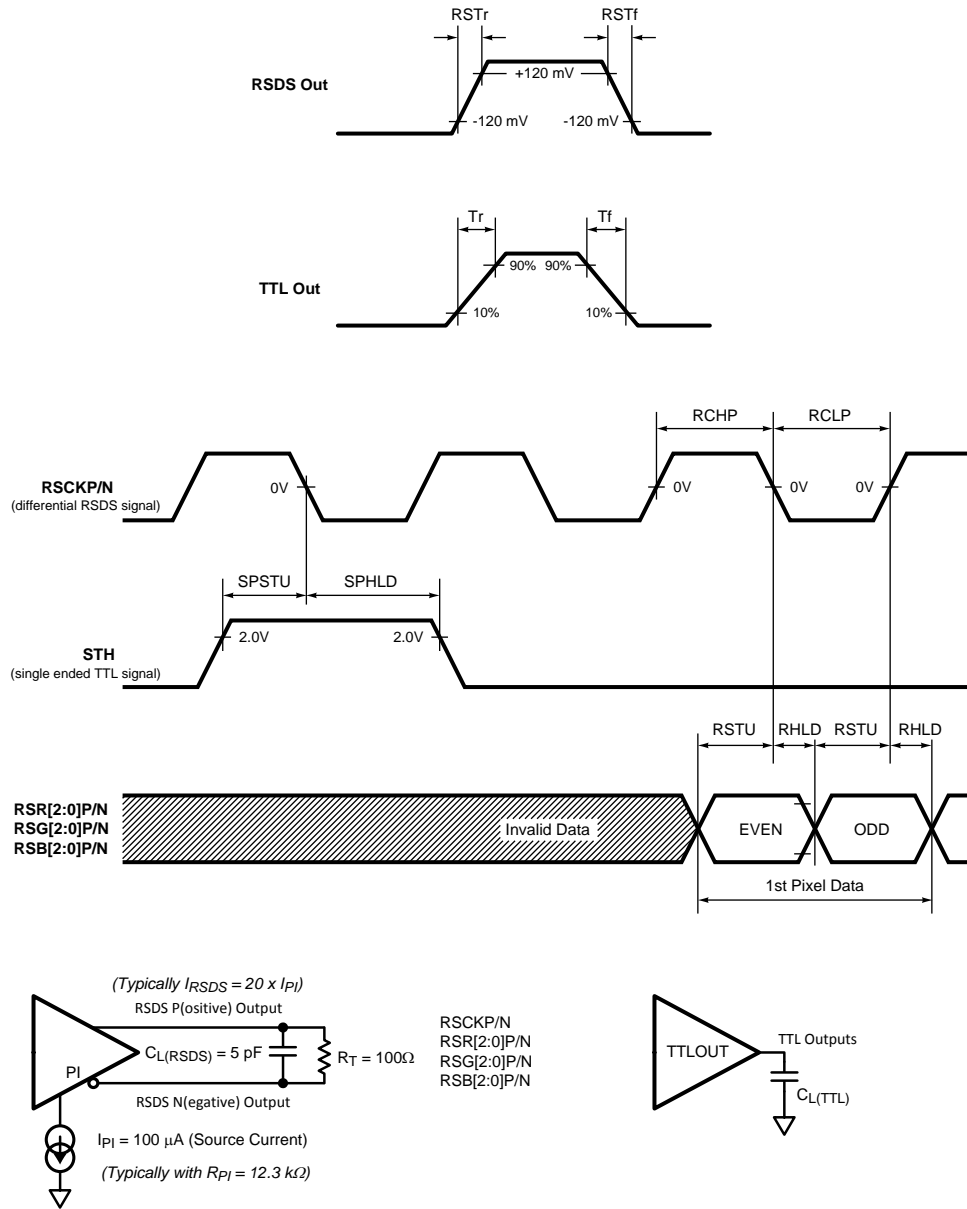 RSTr RSTf
RSDS Out
+120 mV
-120 mV -120 mV
Tr Tf
TTL Out
90% 90%
10% 10%
RCHP RCLP
RSCKP/N
(differential RSDS signal)
0V 0V 0V 0V
SPSTU SPHLD
2.0V 2.0V
STH
(single ended TTL signal)
RSTU RHLD RSTU RHLD
RSR[2:0]P/N
RSG[2:0]P/N
RSB[2:0]P/N
Invalid Data EVEN ODD
1st Pixel Data
(Typically IRSDS = 20 x IPI)
RSDS P(ositive) Output
CL(RSDS) = 5 pF
RT = 100Ω
PI
RSDS N(egative) Output
IPI = 100 μA (Source Current)
(Typically with RPI = 12.3 kΩ)
RSCKP/N
RSR[2:0]P/N
RSG[2:0]P/N
RSB[2:0]P/N
TTLOUT
TTL Outputs
CL(TTL)